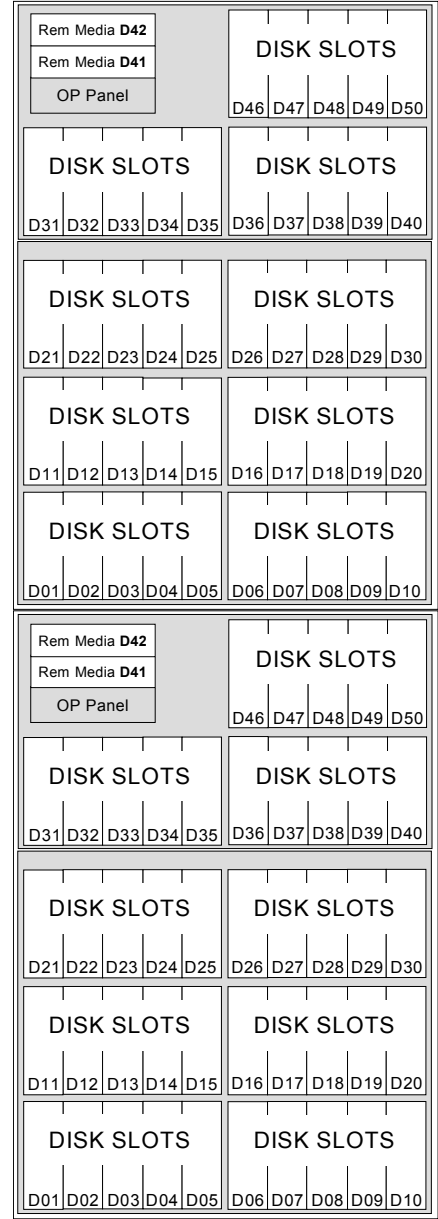 Rem Media D42
Rem Media D41
OP Panel
DISK SLOTS
D46 D47 D48 D49 D50
DISK SLOTS DISK SLOTS
D31 D32 D33 D34 D35 D36 D37 D38 D39 D40
DISK SLOTS DISK SLOTS
D21 D22 D23 D24 D25 D26 D27 D28 D29 D30
DISK SLOTS DISK SLOTS
D11 D12 D13 D14 D15 D16 D17 D18 D19 D20
DISK SLOTS DISK SLOTS
D01 D02 D03 D04 D05 D06 D07 D08 D09 D10
Rem Media D42
Rem Media D41
OP Panel
DISK SLOTS
D46 D47 D48 D49 D50
DISK SLOTS DISK SLOTS
D31 D32 D33 D34 D35 D36 D37 D38 D39 D40
DISK SLOTS DISK SLOTS
D21 D22 D23 D24 D25 D26 D27 D28 D29 D30
DISK SLOTS DISK SLOTS
D11 D12 D13 D14 D15 D16 D17 D18 D19 D20
DISK SLOTS DISK SLOTS
D01 D02 D03 D04 D05 D06 D07 D08 D09 D10